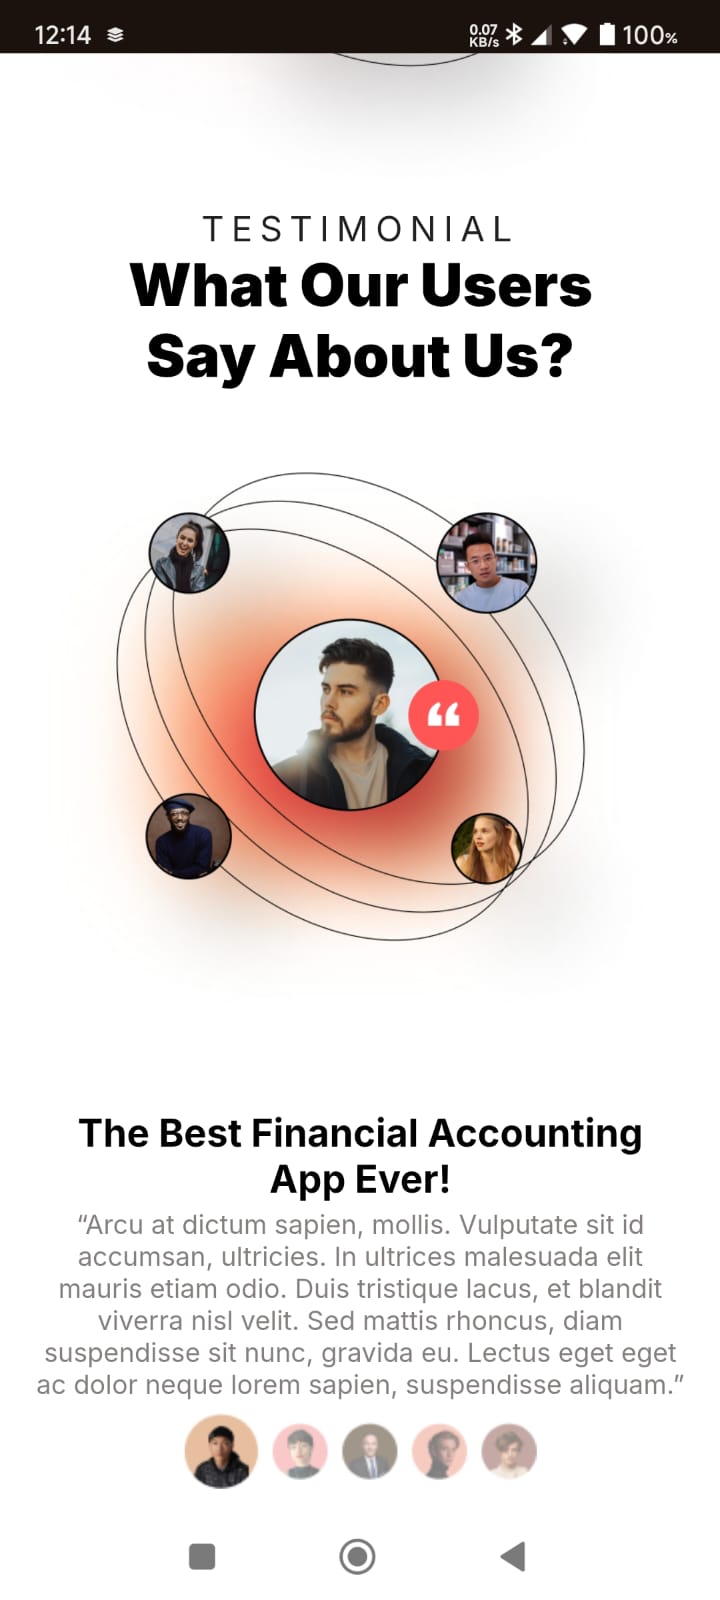 12:14
0.07
KB/s
100%
TESTIMONIAL
What Our Users
Say About Us?
“
The Best Financial Accounting
App Ever!
“Arcu at dictum sapien, mollis. Vulputate sit id
accumsan, ultricies. In ultrices malesuada elit
mauris etiam odio. Duis tristique lacus, et blandit
viverra nisl velit. Sed mattis rhoncus, diam
suspendisse sit nunc, gravida eu. Lectus eget eget
ac dolor neque lorem sapien, suspendisse aliquam.”